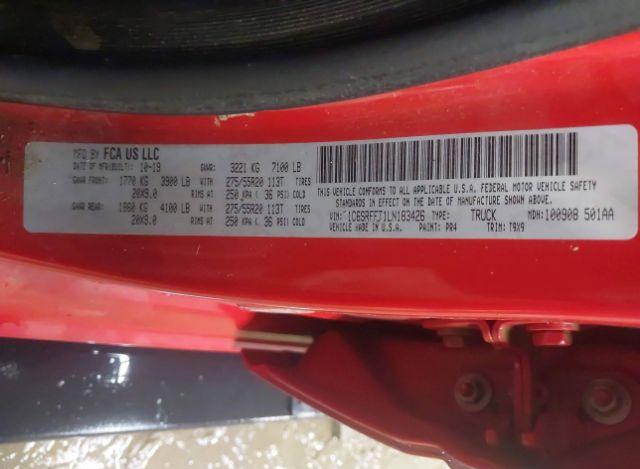 MFD BY FCA US LLC
DATE OF MFR(BUILT): 10-19 GVWR: 3221 KG 7100 LB
GAWR FRONT: 1770 KG 3900 LB WITH 275/55R20 113T TIRES
20X9.0 RIMS AT 250 KPA ( 36 PSI) COLD
GAWR REAR: 1860 KG 4100 LB WITH 275/55R20 113T TIRES
20X9.0 RIMS AT 250 KPA ( 36 PSI) COLD
THIS VEHICLE CONFORMS TO ALL APPLICABLE U.S.A. FEDERAL MOTOR VEHICLE SAFETY
STANDARDS IN EFFECT ON THE DATE OF MANUFACTURE SHOWN ABOVE.
VIN: 1C6SRFFJ1LN183426 TYPE: TRUCK MDH: 100908 501AA
VEHICLE MADE IN U.S.A. PAINT: PR4 TRIM: T9X9